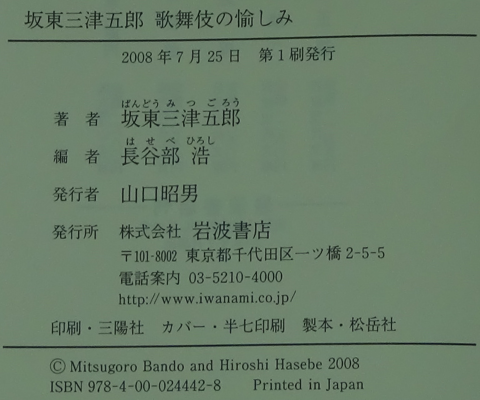 坂東三津五郎 歌舞伎の愉しみ
2008年7月25日 第1刷発行
ばんどう み つ ごろう
著者 坂東三津五郎
は せ べ ひろし
編者 長谷部 浩
発行者 山口昭男
発行所 株式会社 岩波書店
〒101-8002 東京都千代田区一ツ橋2-5-5
電話案内 03-5210-4000
http://www.iwanami.co.jp/
印刷・三陽社 カバー・半七印刷 製本・松岳社
© Mitsugoro Bando and Hiroshi Hasebe 2008
ISBN 978-4-00-024442-8 Printed in Japan